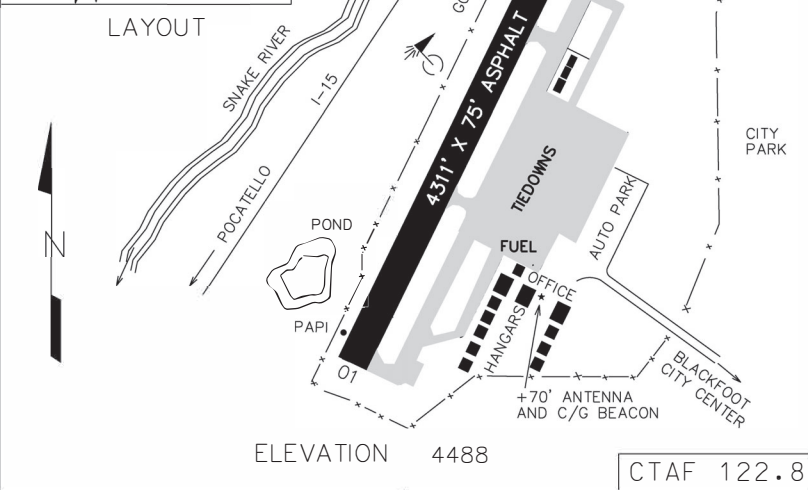 LAYOUT
SNAKE RIVER
I-15
POCATELLO
4311' X 75' ASPHALT
CITY
PARK
TIEDOWNS
N
POND
AUTO PARK
FUEL
OFFICE
PAPI
HANGARS
01
BLACKFOOT
CITY CENTER
+70' ANTENNA
AND C/G BEACON
ELEVATION 4488
CTAF 122.8